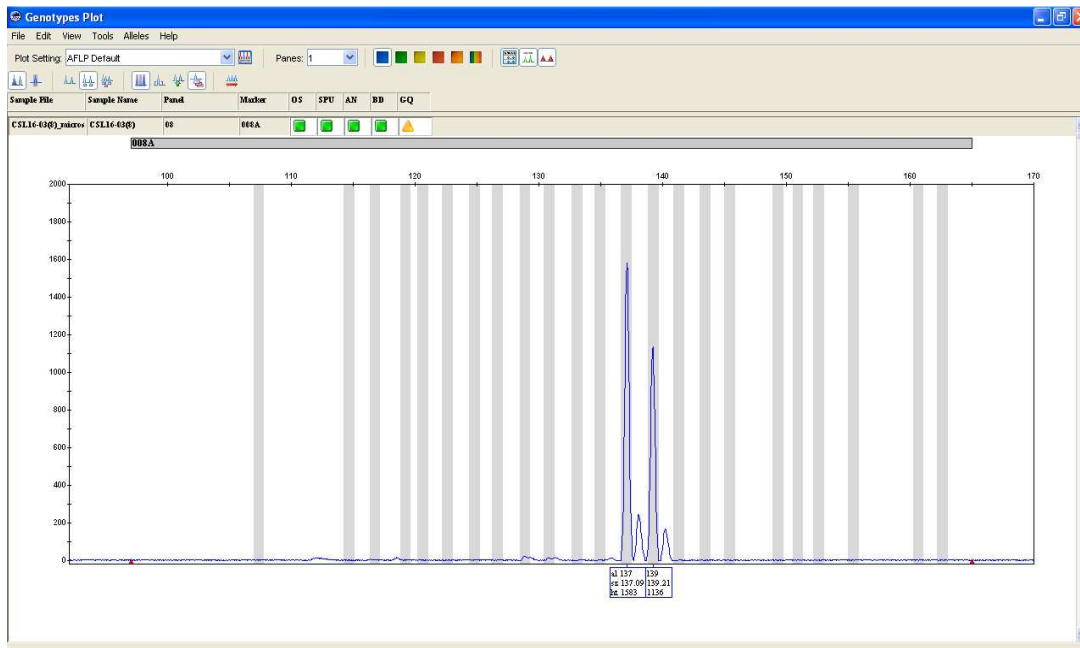 Genotypes Plot
File Edit View Tools Alleles Help
Plot Setting: AFLP Default Panes: 1
Sample File Sample Name Panel Marker OS SPU AN BD GQ
CSL16-03(8)_micros CSL16-03(8) 08 008A
008A
100 110 120 130 140 150 160 170
2000
1800
1600
1400
1200
1000
800
600
400
200
0
al 137 139
sz 137.09 139.21
ht 1583 1136